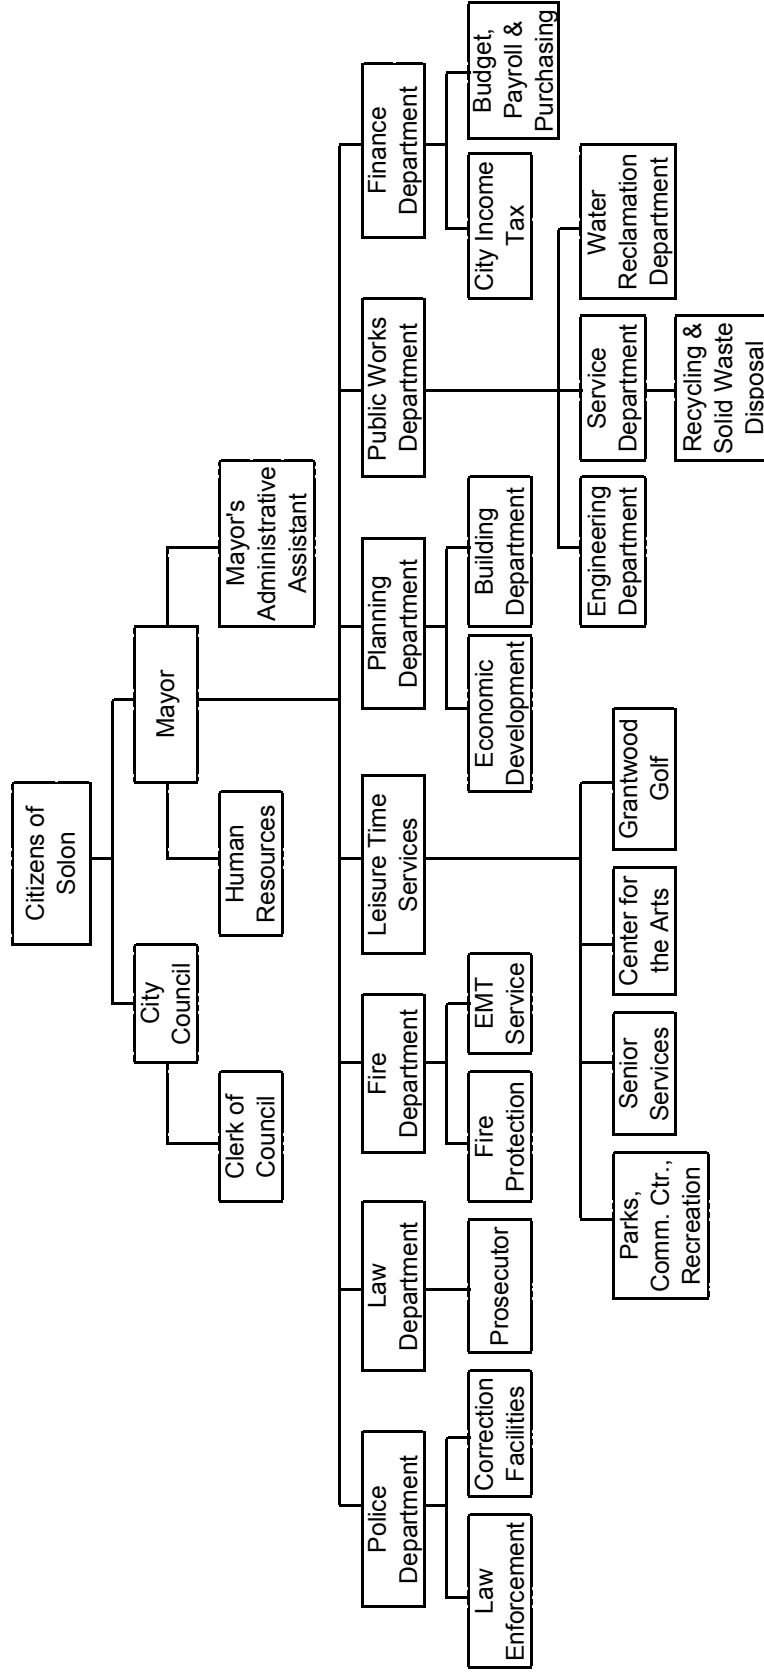 Citizens of
Solon
City
Council
Mayor
Clerk of
Council
Human
Resources
Mayor's
Administrative
Assistant
Police
Department
Law
Department
Fire
Department
Leisure Time
Services
Planning
Department
Public Works
Department
Finance
Department
Law
Enforcement
Correction
Facilities
Prosecutor
Fire
Protection
EMT
Service
Economic
Development
Building
Department
City Income
Tax
Budget,
Payroll &
Purchasing
Parks,
Comm. Ctr.,
Recreation
Senior
Services
Center for
the Arts
Grantwood
Golf
Engineering
Department
Service
Department
Water
Reclamation
Department
Recycling &
Solid Waste
Disposal